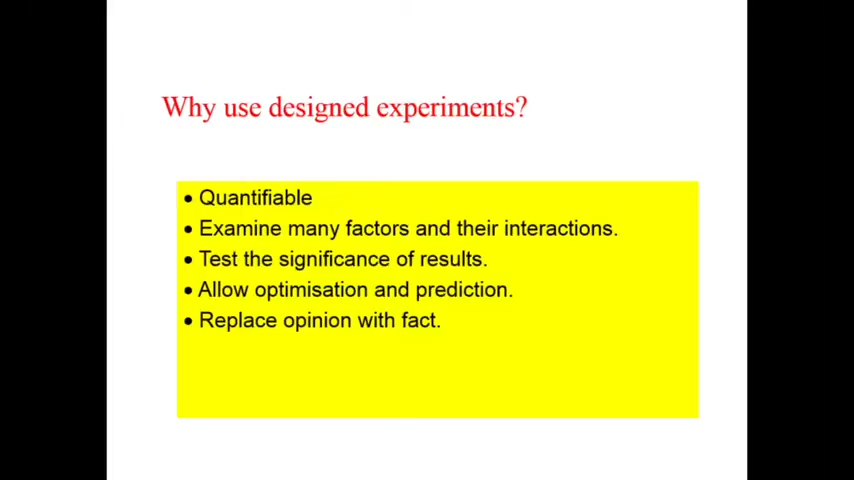 Why use designed experiments?
• Quantifiable
• Examine many factors and their interactions.
• Test the significance of results.
• Allow optimisation and prediction.
• Replace opinion with fact.